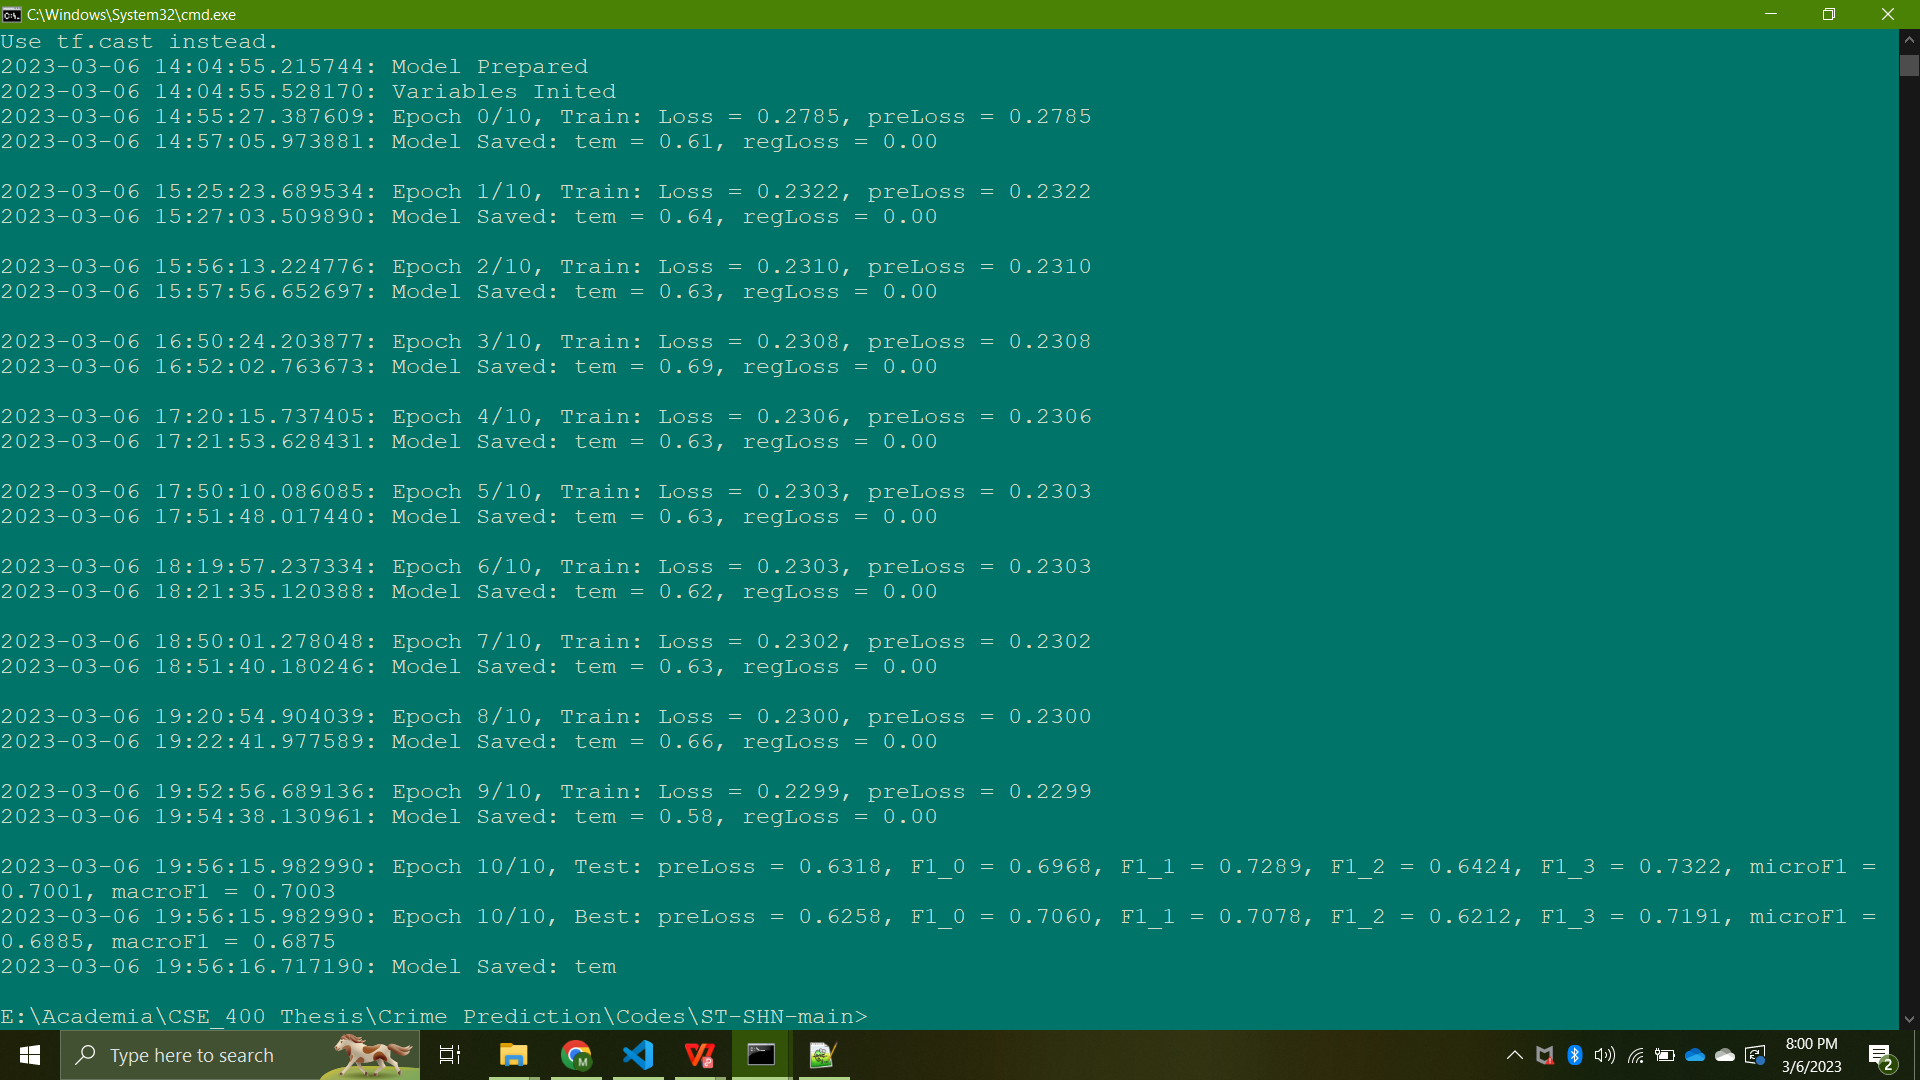 C:\Windows\System32\cmd.exe
Use tf.cast instead.
2023-03-06 14:04:55.215744: Model Prepared
2023-03-06 14:04:55.528170: Variables Inited
2023-03-06 14:55:27.387609: Epoch 0/10, Train: Loss = 0.2785, preLoss = 0.2785
2023-03-06 14:57:05.973881: Model Saved: tem = 0.61, regLoss = 0.00
2023-03-06 15:25:23.689534: Epoch 1/10, Train: Loss = 0.2322, preLoss = 0.2322
2023-03-06 15:27:03.509890: Model Saved: tem = 0.64, regLoss = 0.00
2023-03-06 15:56:13.224776: Epoch 2/10, Train: Loss = 0.2310, preLoss = 0.2310
2023-03-06 15:57:56.652697: Model Saved: tem = 0.63, regLoss = 0.00
2023-03-06 16:50:24.203877: Epoch 3/10, Train: Loss = 0.2308, preLoss = 0.2308
2023-03-06 16:52:02.763673: Model Saved: tem = 0.69, regLoss = 0.00
2023-03-06 17:20:15.737405: Epoch 4/10, Train: Loss = 0.2306, preLoss = 0.2306
2023-03-06 17:21:53.628431: Model Saved: tem = 0.63, regLoss = 0.00
2023-03-06 17:50:10.086085: Epoch 5/10, Train: Loss = 0.2303, preLoss = 0.2303
2023-03-06 17:51:48.017440: Model Saved: tem = 0.63, regLoss = 0.00
2023-03-06 18:19:57.237334: Epoch 6/10, Train: Loss = 0.2303, preLoss = 0.2303
2023-03-06 18:21:35.120388: Model Saved: tem = 0.62, regLoss = 0.00
2023-03-06 18:50:01.278048: Epoch 7/10, Train: Loss = 0.2302, preLoss = 0.2302
2023-03-06 18:51:40.180246: Model Saved: tem = 0.63, regLoss = 0.00
2023-03-06 19:20:54.904039: Epoch 8/10, Train: Loss = 0.2300, preLoss = 0.2300
2023-03-06 19:22:41.977589: Model Saved: tem = 0.66, regLoss = 0.00
2023-03-06 19:52:56.689136: Epoch 9/10, Train: Loss = 0.2299, preLoss = 0.2299
2023-03-06 19:54:38.130961: Model Saved: tem = 0.58, regLoss = 0.00
2023-03-06 19:56:15.982990: Epoch 10/10, Test: preLoss = 0.6318, F1_0 = 0.6968, F1_1 = 0.7289, F1_2 = 0.6424, F1_3 = 0.7322, microF1 =
0.7001, macroF1 = 0.7003
2023-03-06 19:56:15.982990: Epoch 10/10, Best: preLoss = 0.6258, F1_0 = 0.7060, F1_1 = 0.7078, F1_2 = 0.6212, F1_3 = 0.7191, microF1 =
0.6885, macroF1 = 0.6875
2023-03-06 19:56:16.717190: Model Saved: tem
E:\Academia\CSE_400 Thesis\Crime Prediction\Codes\ST-SHN-main>
Type here to search
8:00 PM
3/6/2023
2